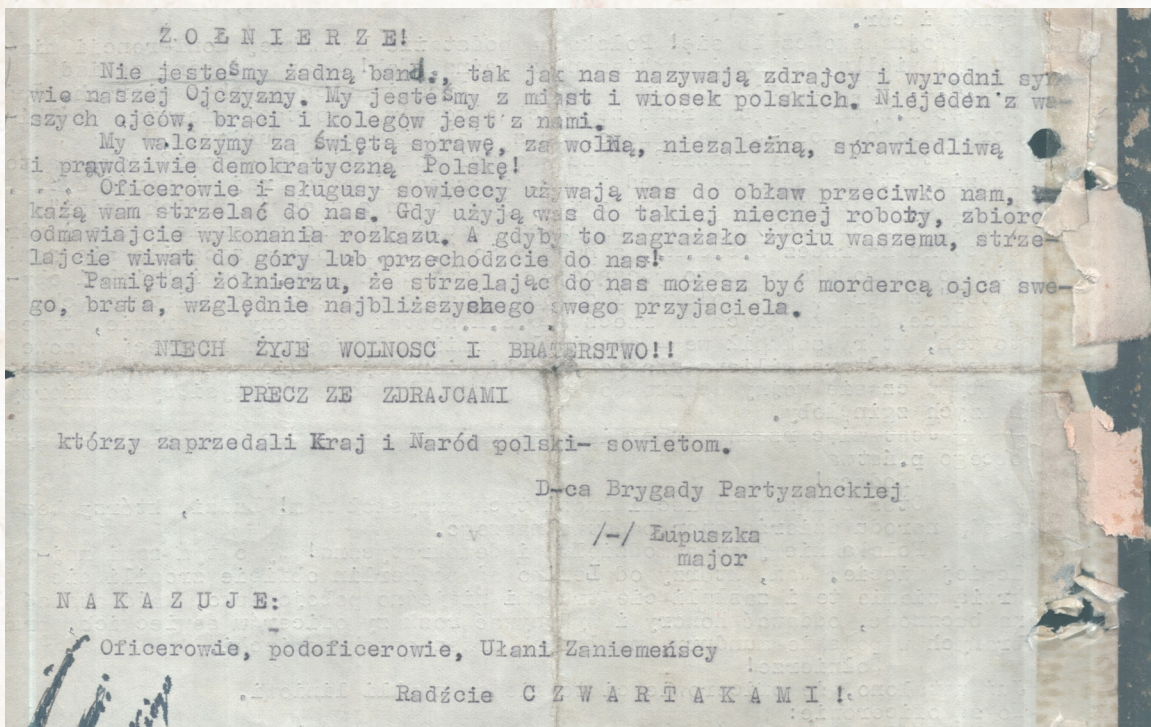 Ż O Ł N I E R Z E!
Nie jesteśmy żadną bandą, tak jak nas nazywają zdrajcy i wyrodni syno-
wie naszej Ojczyzny. My jesteśmy z miast i wiosek polskich. Niejeden z wa-
szych ojców, braci i kolegów jest z nami.
My walczymy za świętą sprawę, za wolną, niezależną, sprawiedliwą
i prawdziwie demokratyczną Polskę!
Oficerowie i sługusy sowieccy używają was do obław przeciwko nam,
każą wam strzelać do nas. Gdy użyją was do takiej niecnej roboty, zbioro
odmawiajcie wykonania rozkazu. A gdyby to zagrażało życiu waszemu, strze-
lajcie wiwat do góry lub przechodźcie do nas!
Pamiętaj żołnierzu, że strzelając do nas możesz być mordercą ojca swe-
go, brata, względnie najbliższego swego przyjaciela.
NIECH ŻYJE WOLNOSC I BRATERSTWO!!
PRECZ ZE ZDRAJCAMI
którzy zaprzedali Kraj i Naród polski- sowietom.
D-ca Brygady Partyzanckiej
/-/ Łupuszka
major
N A K A Z U J E:
Oficerowie, podoficerowie, Ułani Zaniemeńscy
Radźcie C Z W A R T A K A M I!